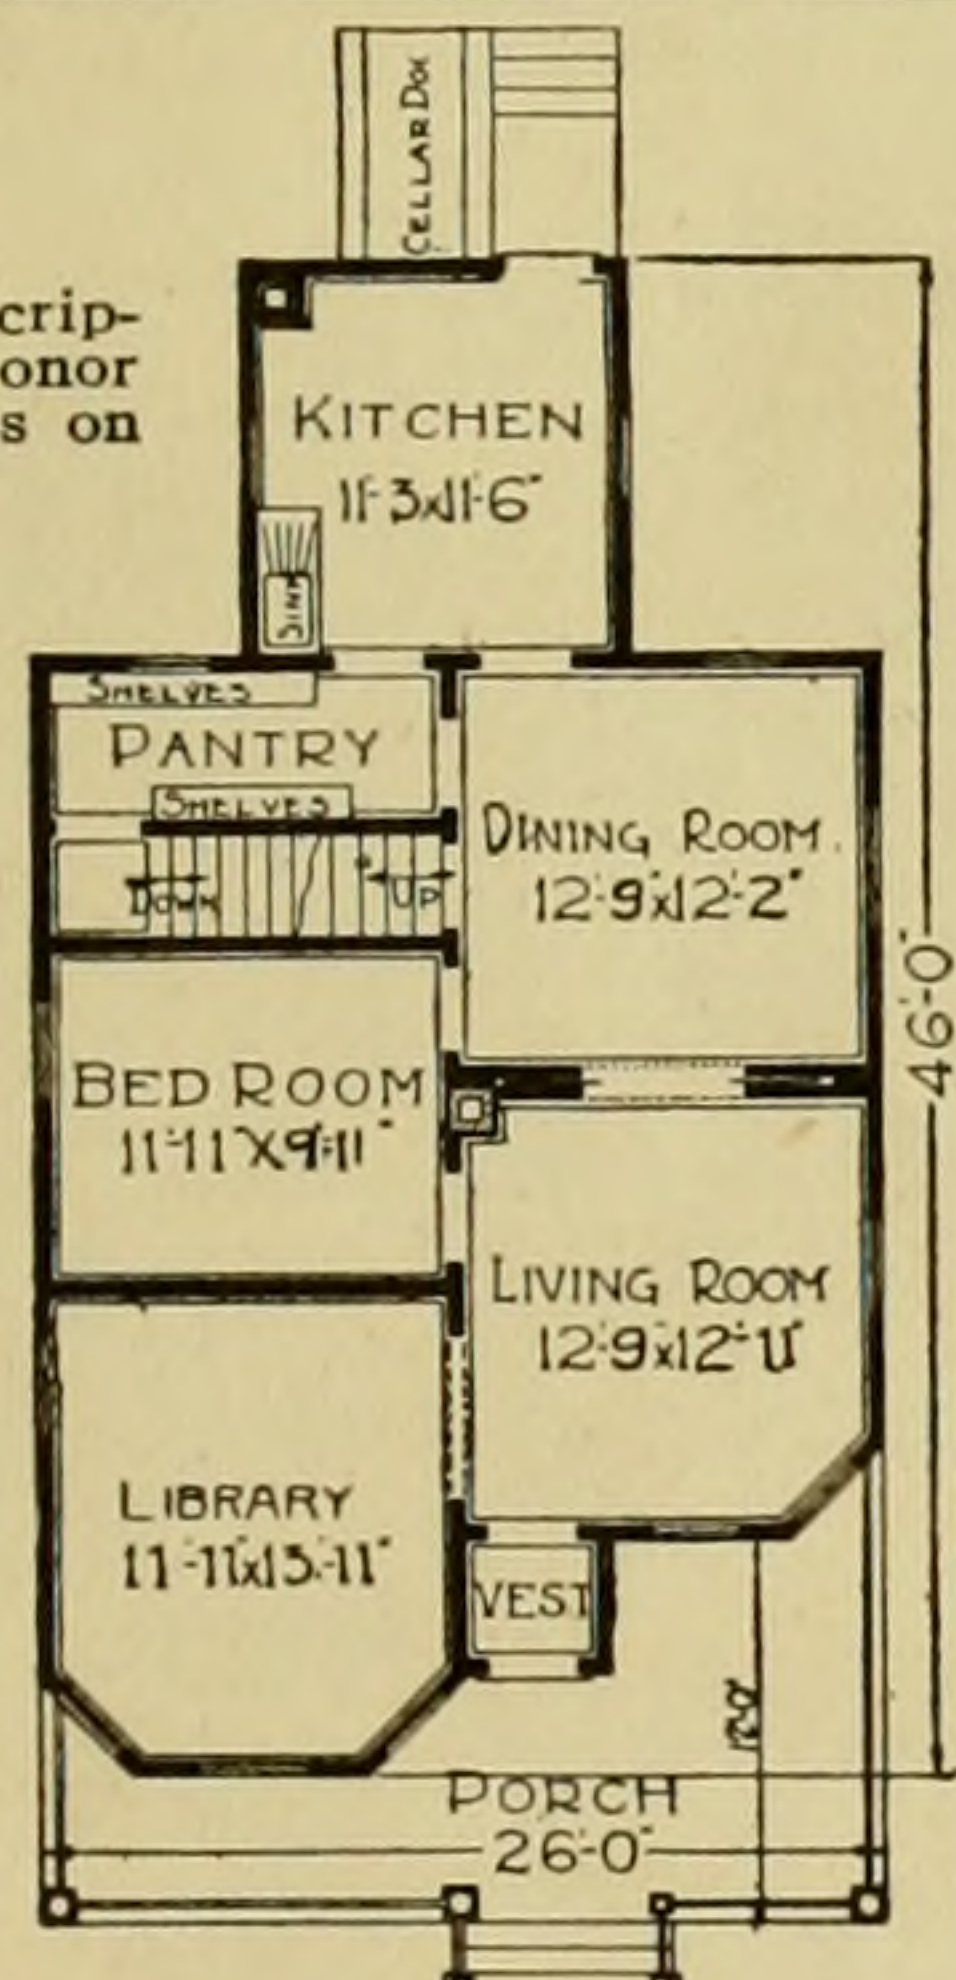 CELLAR
crip-
onor
s on
KITCHEN
11'-3"x11'-6"
SINK
SHELVES
PANTRY
SHELVES
DINING ROOM.
12'-9"x12'-2"
DOWN
UP
46'-0"
BED ROOM
11'-11"X9'-11"
LIVING ROOM
12'-9"x12'-11"
LIBRARY
11'-11"x13'-11"
VEST
PORCH
26'-0"